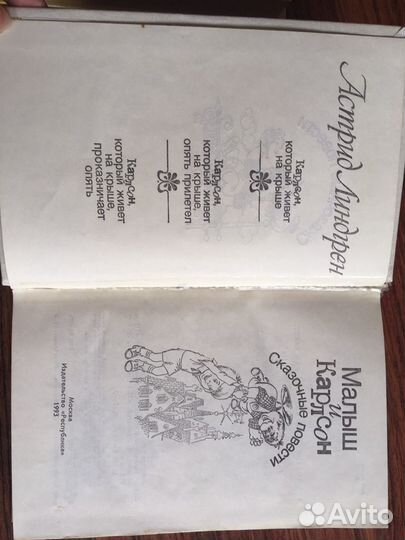 Астрид Линдгрен
Карлсон,
который живет
на крыше
Карлсон,
который живет
на крыше,
опять прилетел
Карлсон,
который живет
на крыше,
проказничает
опять
Малыш
и
Карлсон
Сказочные повести
Москва
Издательство «Республика»
1993
Avito